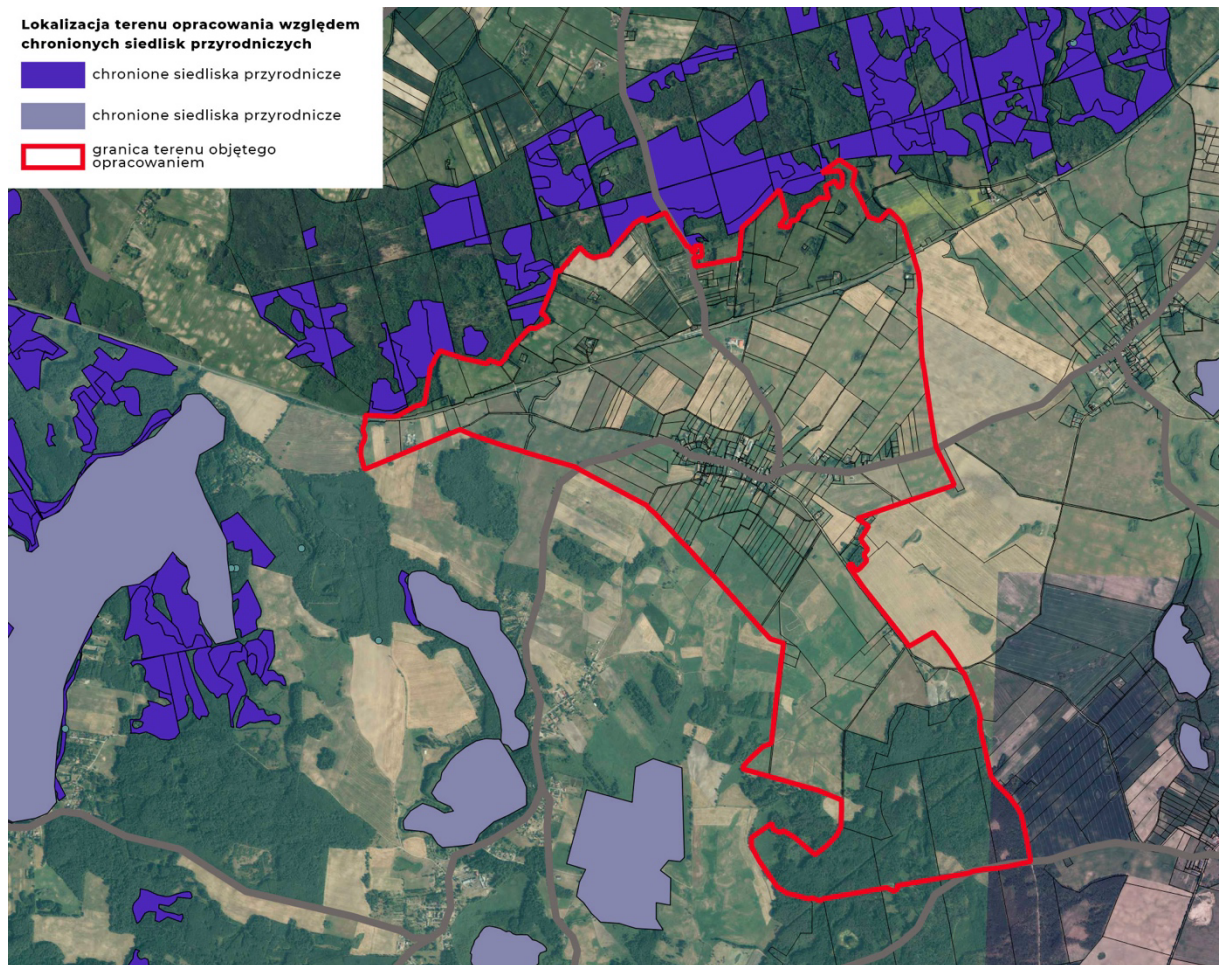 Lokalizacja terenu opracowania względem
chronionych siedlisk przyrodniczych
chronione siedliska przyrodnicze
chronione siedliska przyrodnicze
granica terenu objętego
opracowaniem